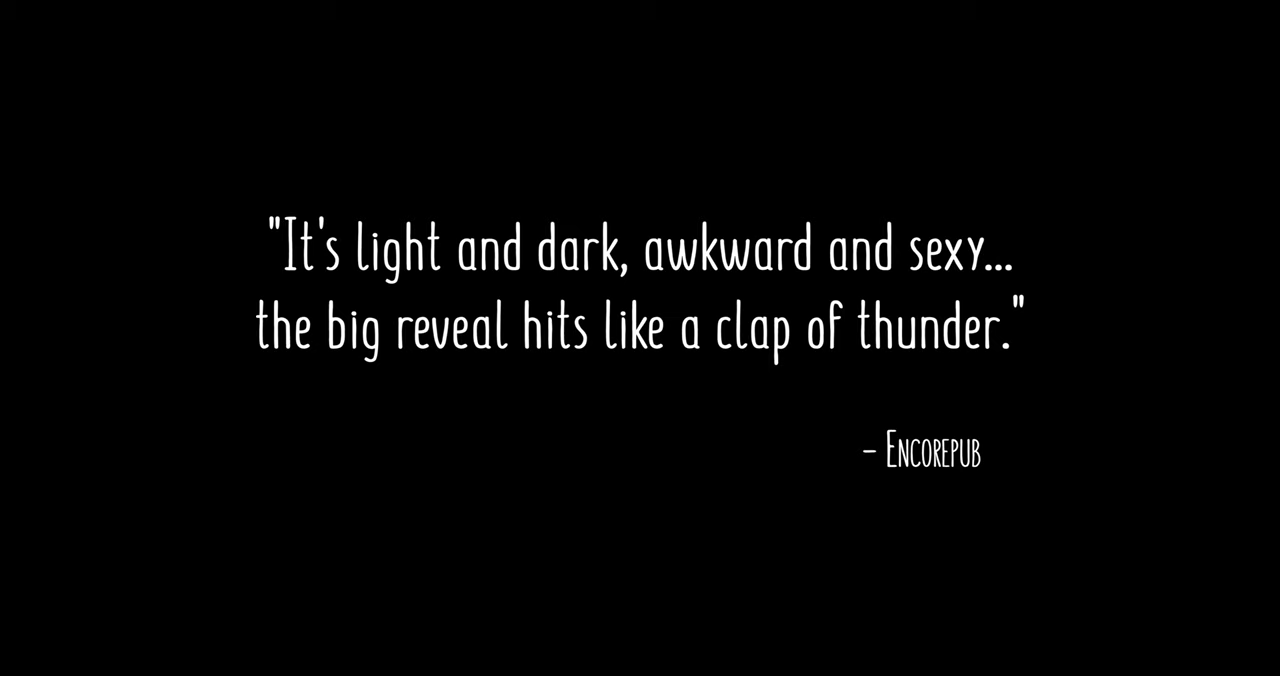 "It's light and dark, awkward and sexy...
the big reveal hits like a clap of thunder."
- Encorepub